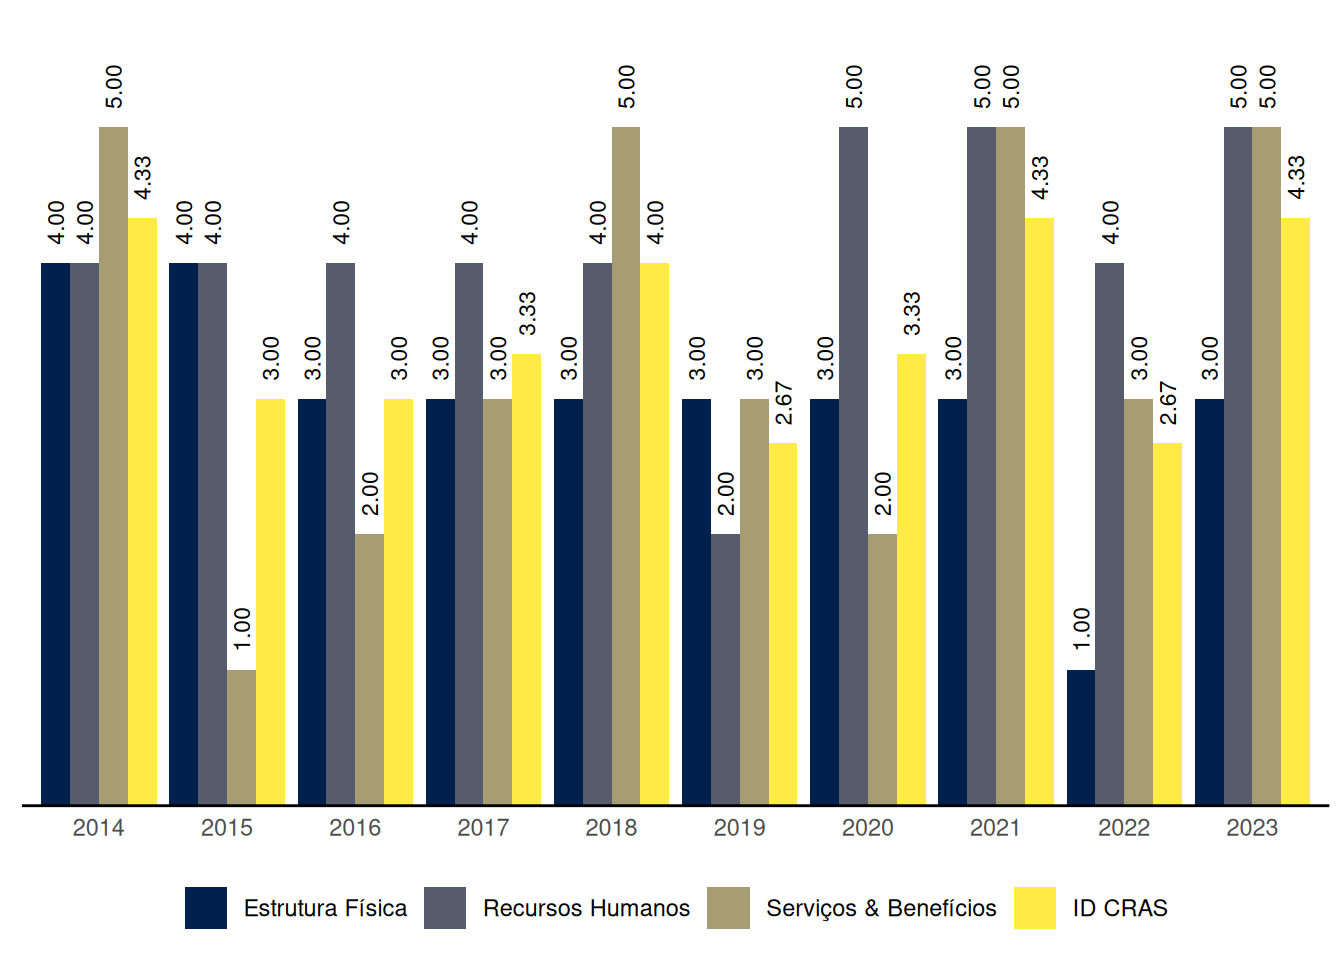 5.00 5.00 5.00 5.00 5.00 5.00 5.00
4.33 4.33 4.33
4.00 4.00 4.00 4.00 4.00 4.00 4.00 4.00 4.00
3.33 3.33
3.00 3.00 3.00 3.00 3.00 3.00 3.00 3.00 3.00 3.00 3.00 3.00
2.67 2.67
2.00 2.00 2.00
1.00 1.00
2014 2015 2016 2017 2018 2019 2020 2021 2022 2023
Estrutura Física Recursos Humanos Serviços & Benefícios ID CRAS